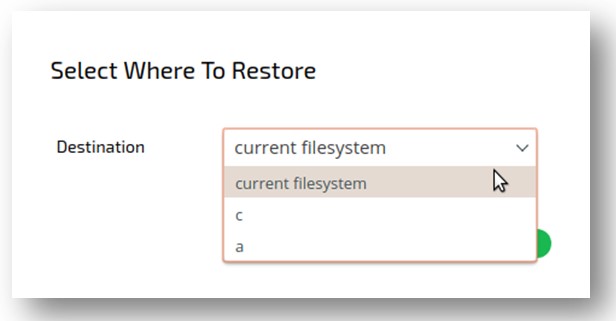 Select Where To Restore
Destination
current filesystem
current filesystem
c
a